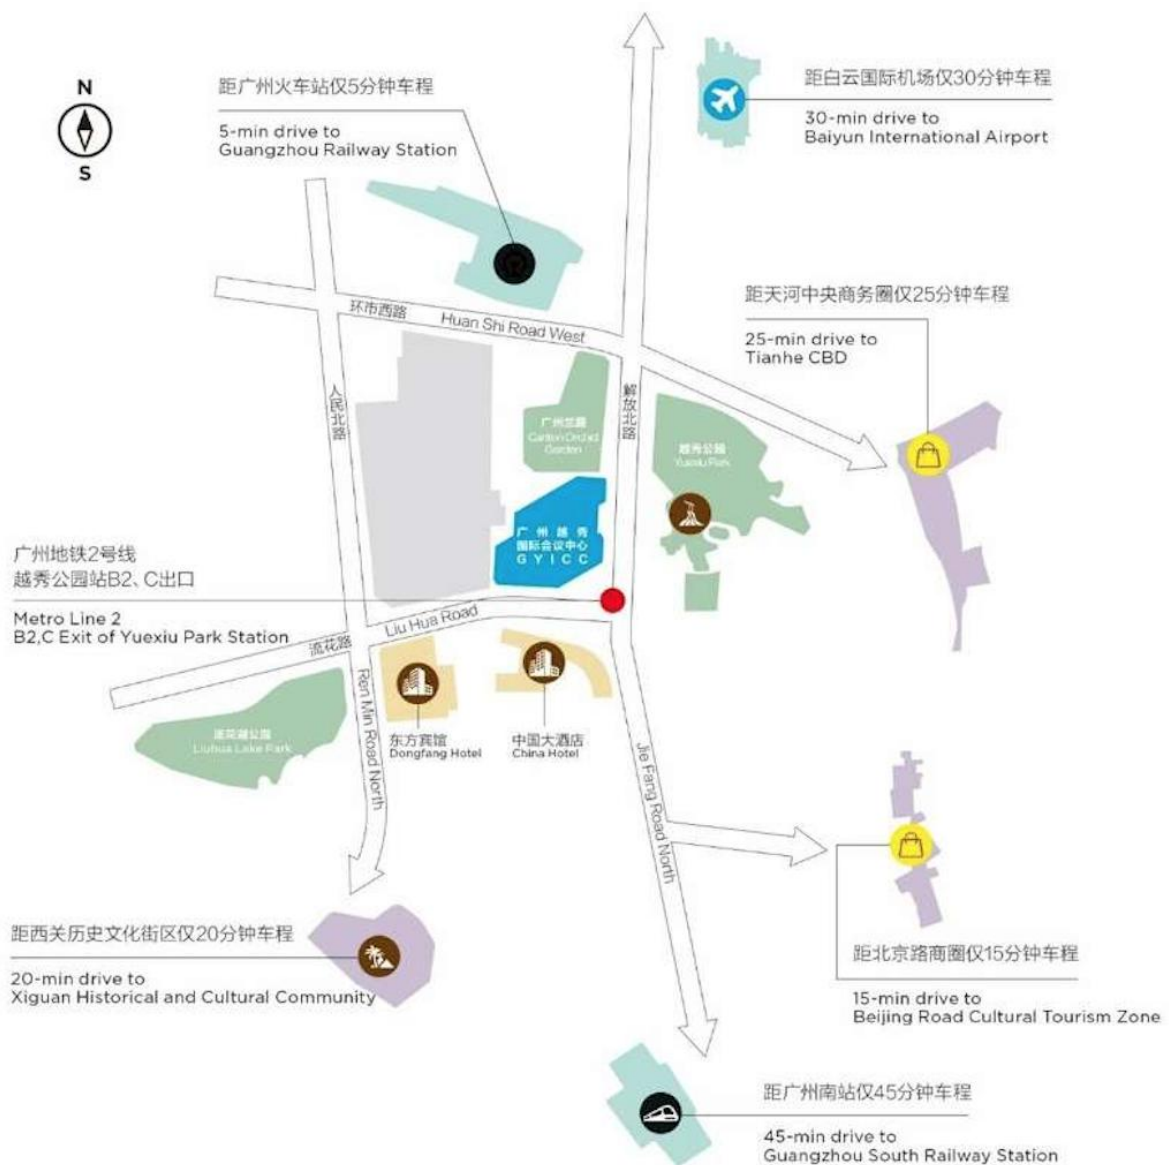 N
S
距广州火车站仅5分钟车程
5-min drive to
Guangzhou Railway Station
距白云国际机场仅30分钟车程
30-min drive to
Baiyun International Airport
环市西路 Huan Shi Road West
距天河中央商务圈仅25分钟车程
25-min drive to
Tianhe CBD
人民北路
解放北路
广州兰圃
Canton Orchid
Garden
越秀公园
Yuexiu Park
广州越秀
国际会议中心
GYICC
广州地铁2号线
越秀公园站B2、C出口
Metro Line 2
B2,C Exit of Yuexiu Park Station
流花路 Liu Hua Road
流花湖公园
Liuhua Lake Park
Ren Min Road North
东方宾馆
Dongfang Hotel
中国大酒店
China Hotel
Jie Fang Road North
距西关历史文化街区仅20分钟车程
20-min drive to
Xiguan Historical and Cultural Community
距北京路商圈仅15分钟车程
15-min drive to
Beijing Road Cultural Tourism Zone
距广州南站仅45分钟车程
45-min drive to
Guangzhou South Railway Station